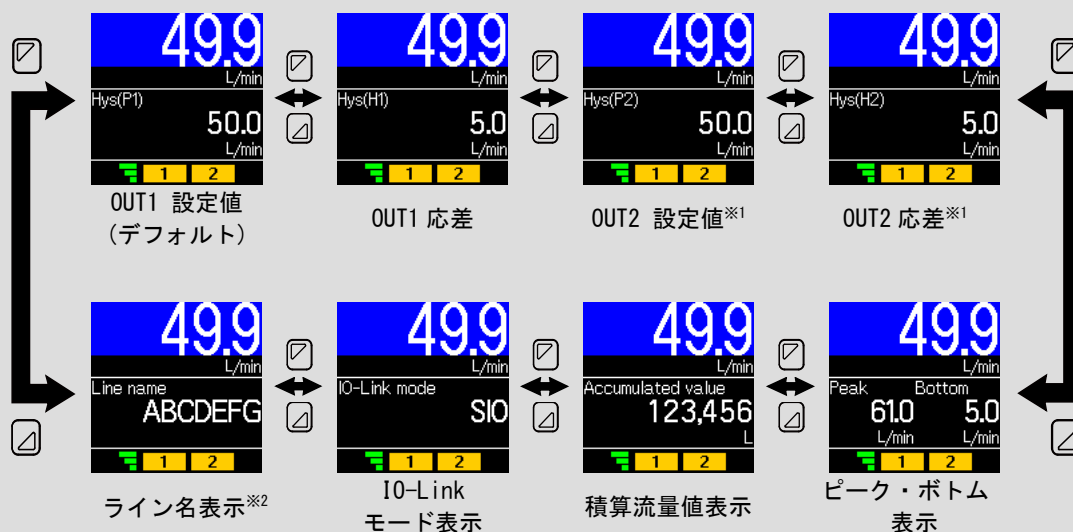 49.9
L/min
Hys(P1)
50.0
L/min
1 2
OUT1 設定値
(デフォルト)
49.9
L/min
Hys(H1)
5.0
L/min
1 2
OUT1 応差
49.9
L/min
Hys(P2)
50.0
L/min
1 2
OUT2 設定値※1
49.9
L/min
Hys(H2)
5.0
L/min
1 2
OUT2 応差※1
49.9
L/min
Line name
ABCDEFG
1 2
ライン名表示※2
49.9
L/min
IO-Link mode
SIO
1 2
IO-Link
モード表示
49.9
L/min
Accumulated value
123,456
L
1 2
積算流量値表示
49.9
L/min
Peak Bottom
61.0 5.0
L/min L/min
1 2
ピーク・ボトム
表示